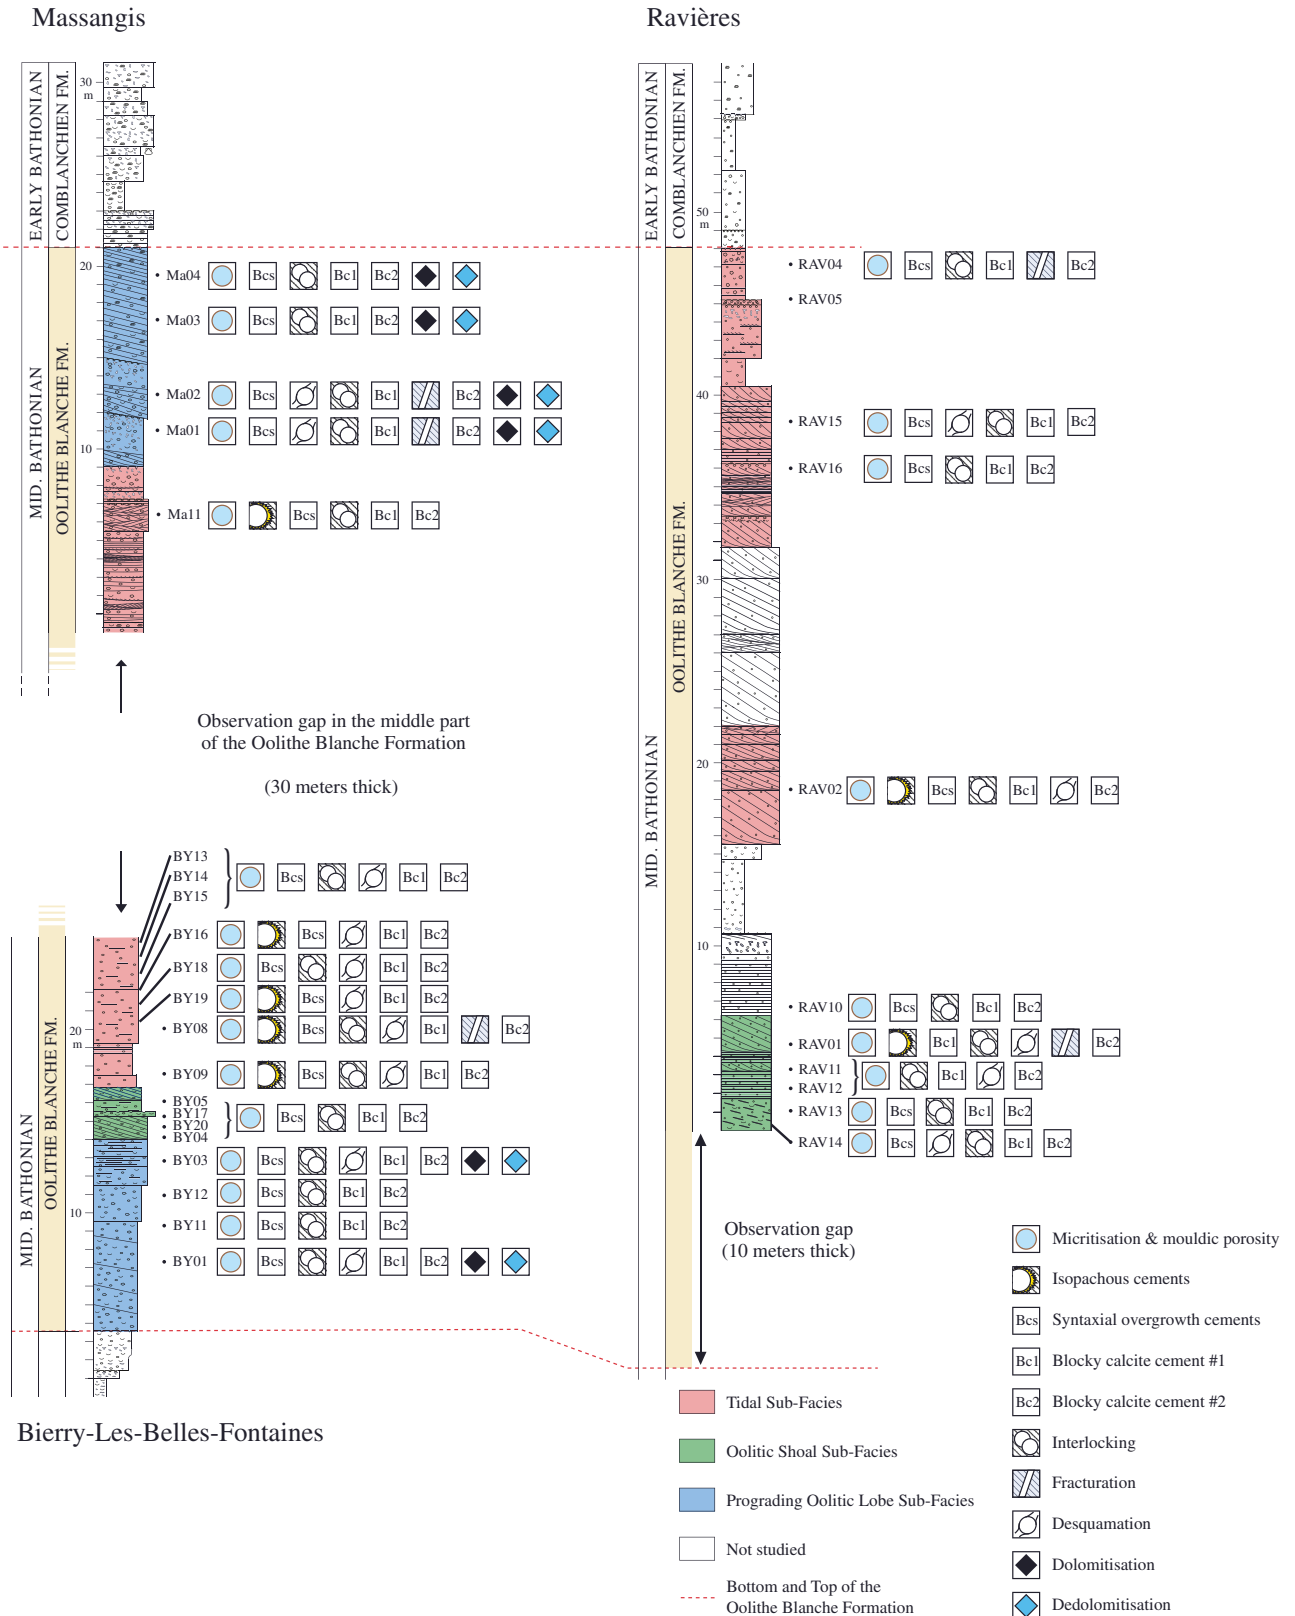 Massangis
Ravières
EARLY BATHONIAN
COMBLANCHIEN FM.
MID. BATHONIAN
OOLITHE BLANCHE FM.
30
m
20
10
Ma04 Bcs Bc1 Bc2
Ma03 Bcs Bc1 Bc2
Ma02 Bcs Bc1 Bc2
Ma01 Bcs Bc1 Bc2
Ma11 Bcs Bc1 Bc2
Observation gap in the middle part
of the Oolithe Blanche Formation
(30 meters thick)
MID. BATHONIAN
OOLITHE BLANCHE FM.
20
m
10
BY13
BY14 Bcs Bc1 Bc2
BY15
BY16 Bcs Bc1 Bc2
BY18 Bcs Bc1 Bc2
BY19 Bcs Bc1 Bc2
BY08 Bcs Bc1 Bc2
BY09 Bcs Bc1 Bc2
BY05
BY17 Bcs Bc1 Bc2
BY20
BY04
BY03 Bcs Bc1 Bc2
BY12 Bcs Bc1 Bc2
BY11 Bcs Bc1 Bc2
BY01 Bcs Bc1 Bc2
Bierry-Les-Belles-Fontaines
EARLY BATHONIAN
COMBLANCHIEN FM.
MID. BATHONIAN
OOLITHE BLANCHE FM.
50
m
40
30
20
10
RAV04 Bcs Bc1 Bc2
RAV05
RAV15 Bcs Bc1 Bc2
RAV16 Bcs Bc1 Bc2
RAV02 Bcs Bc1 Bc2
RAV10 Bcs Bc1 Bc2
RAV01 Bc1 Bc2
RAV11 Bc1 Bc2
RAV12
RAV13 Bcs Bc1 Bc2
RAV14 Bcs Bc1 Bc2
Observation gap
(10 meters thick)
Tidal Sub-Facies
Oolitic Shoal Sub-Facies
Prograding Oolitic Lobe Sub-Facies
Not studied
Bottom and Top of the
Oolithe Blanche Formation
Micritisation & mouldic porosity
Isopachous cements
Bcs Syntaxial overgrowth cements
Bc1 Blocky calcite cement #1
Bc2 Blocky calcite cement #2
Interlocking
Fracturation
Desquamation
Dolomitisation
Dedolomitisation